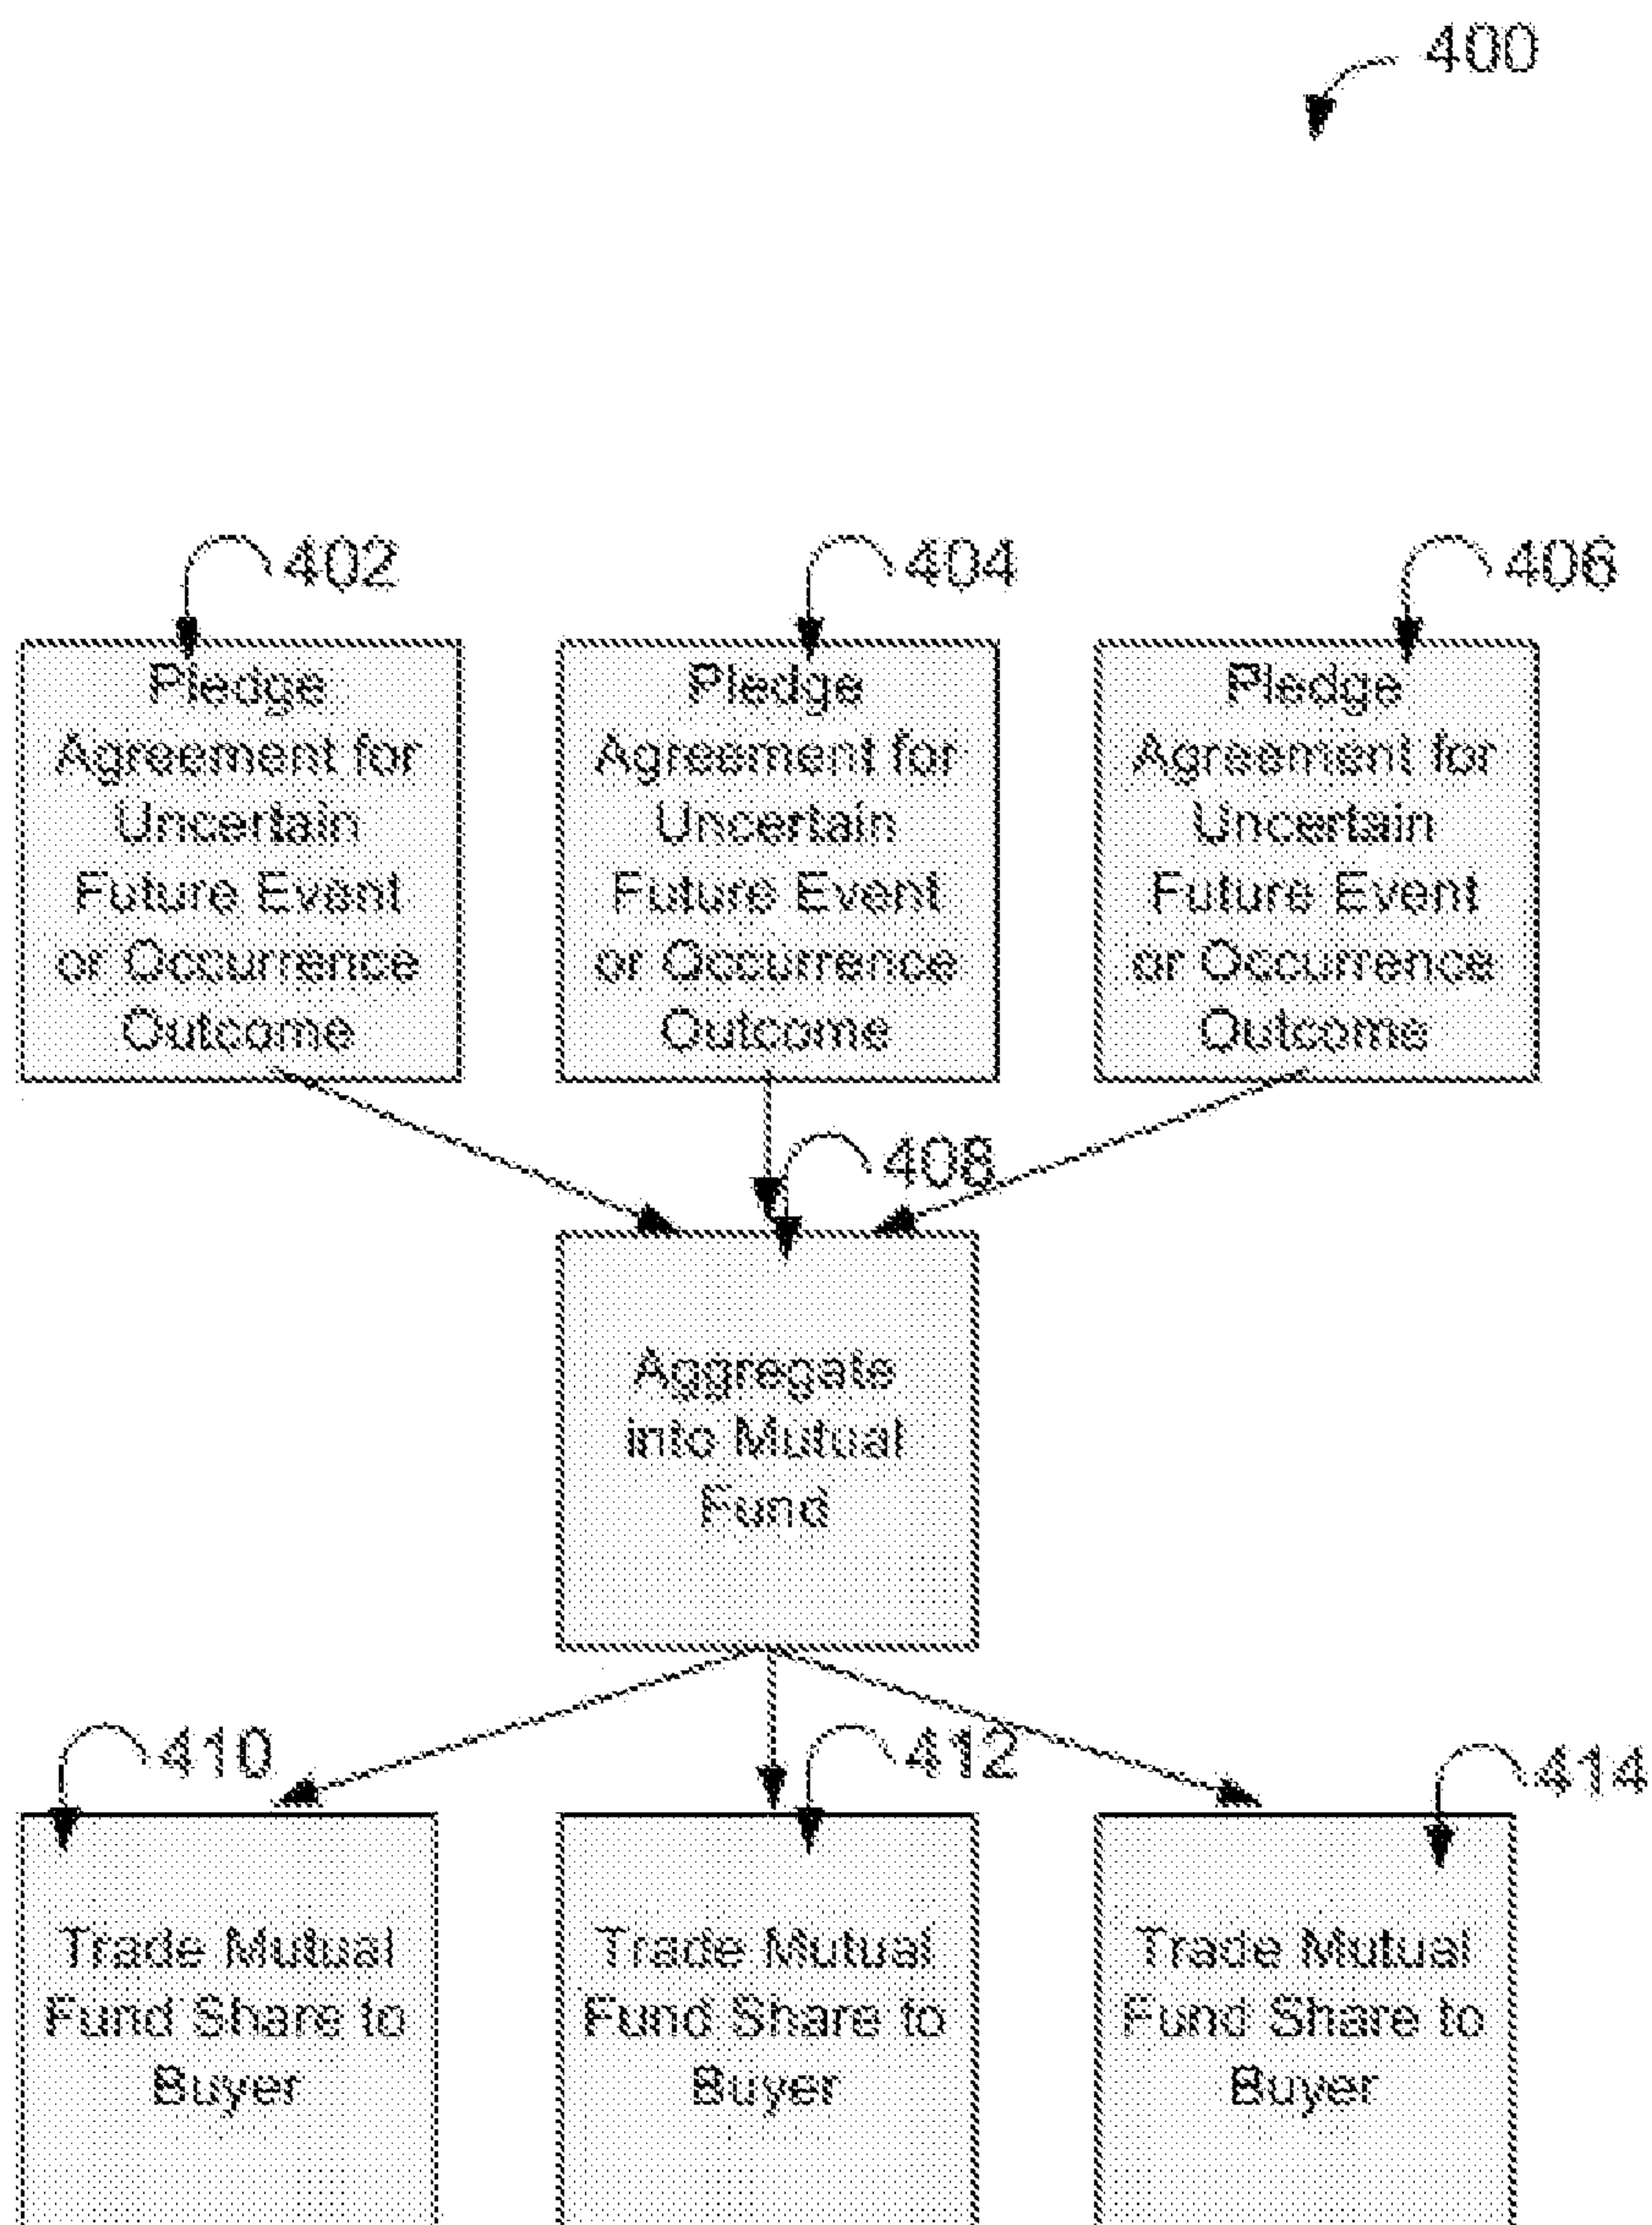 400
402
404
406
Pledge
Agreement for
Uncertain
Future Event
or Occurrence
Outcome
Pledge
Agreement for
Uncertain
Future Event
or Occurrence
Outcome
Pledge
Agreement for
Uncertain
Future Event
or Occurrence
Outcome
408
Aggregate
into Mutual
Fund
410
412
414
Trade Mutual
Fund Share to
Buyer
Trade Mutual
Fund Share to
Buyer
Trade Mutual
Fund Share to
Buyer